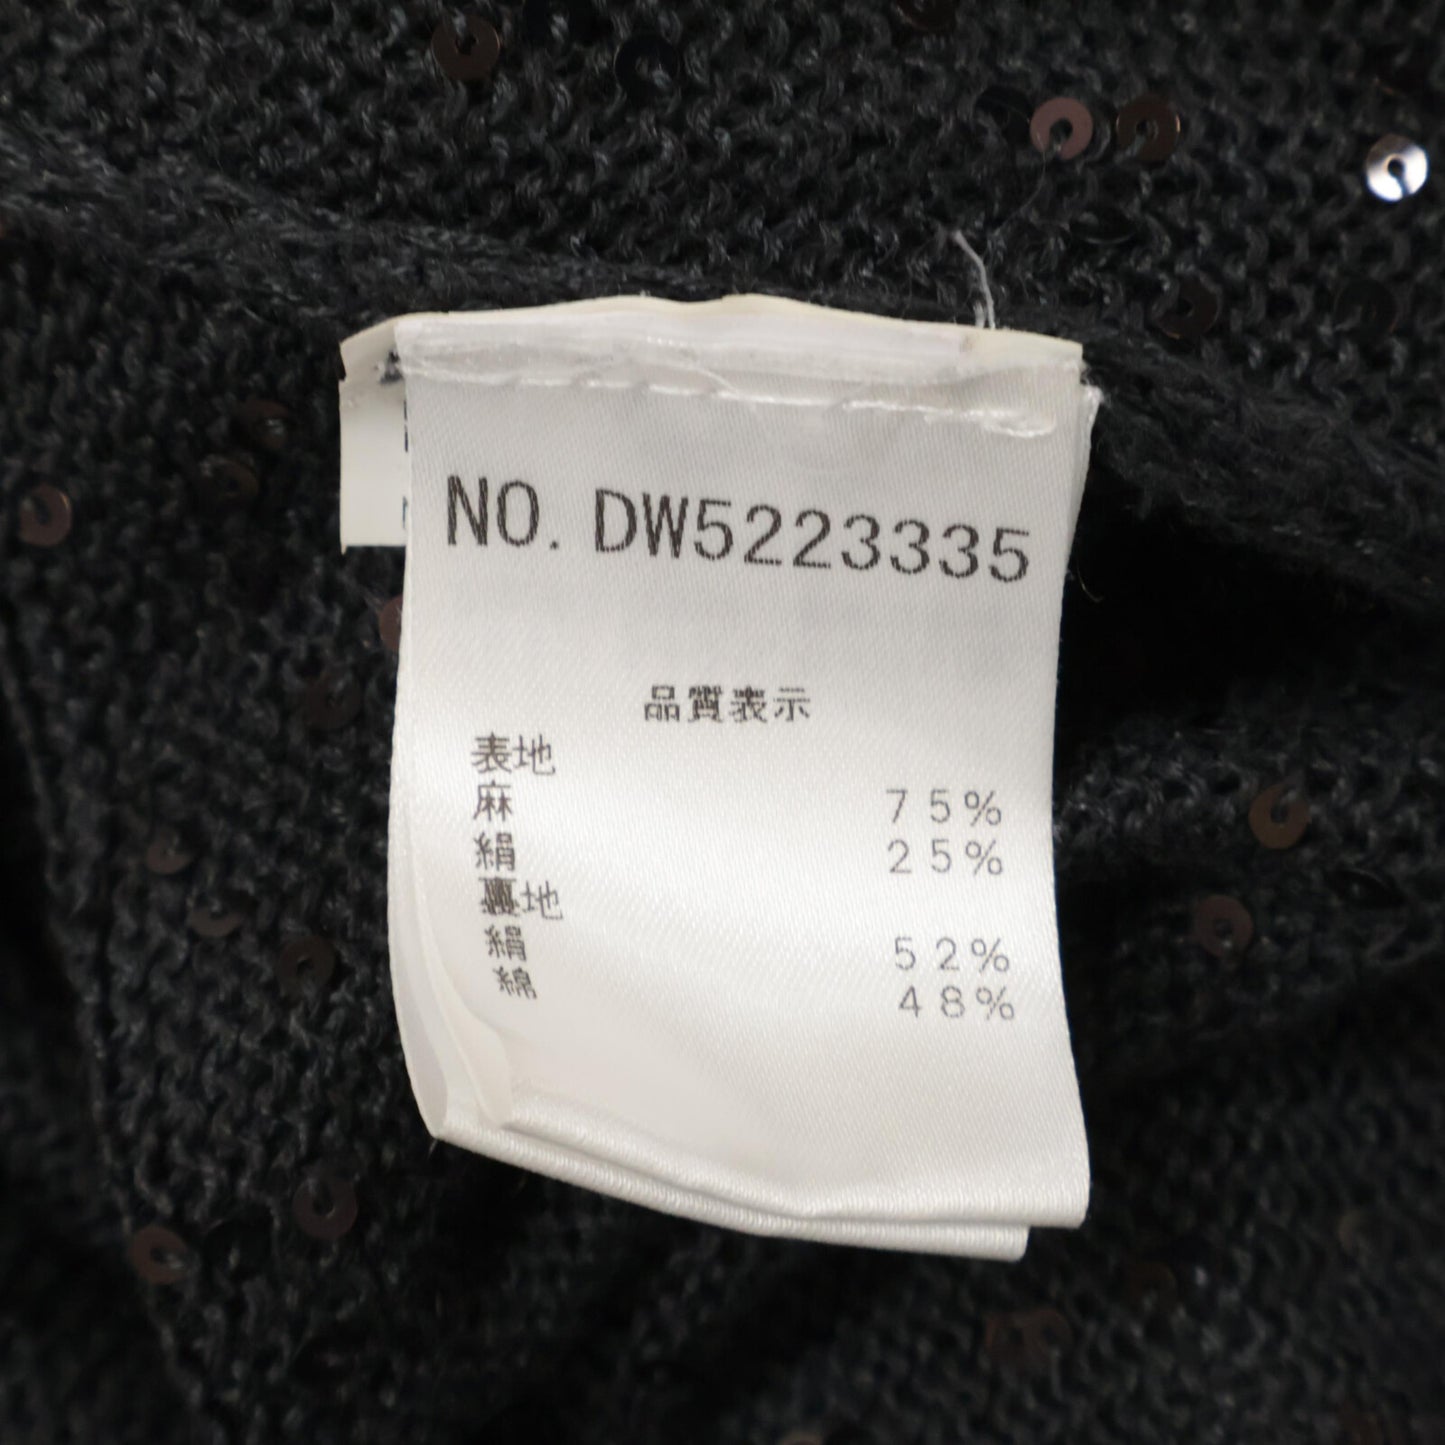 NO. DW5223335
品質表示
表地
麻 75%
絹 25%
裏地
絹 52%
綿 48%